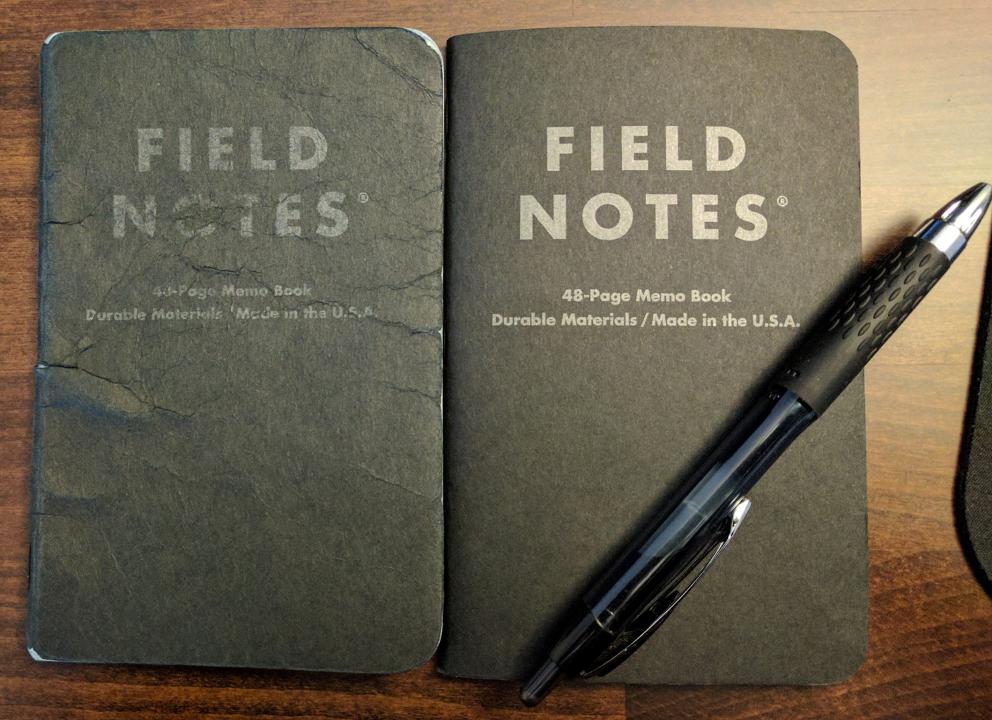 FIELD
NOTES®
48-Page Memo Book
Durable Materials / Made in the U.S.A.
FIELD
NOTES®
48-Page Memo Book
Durable Materials / Made in the U.S.A.